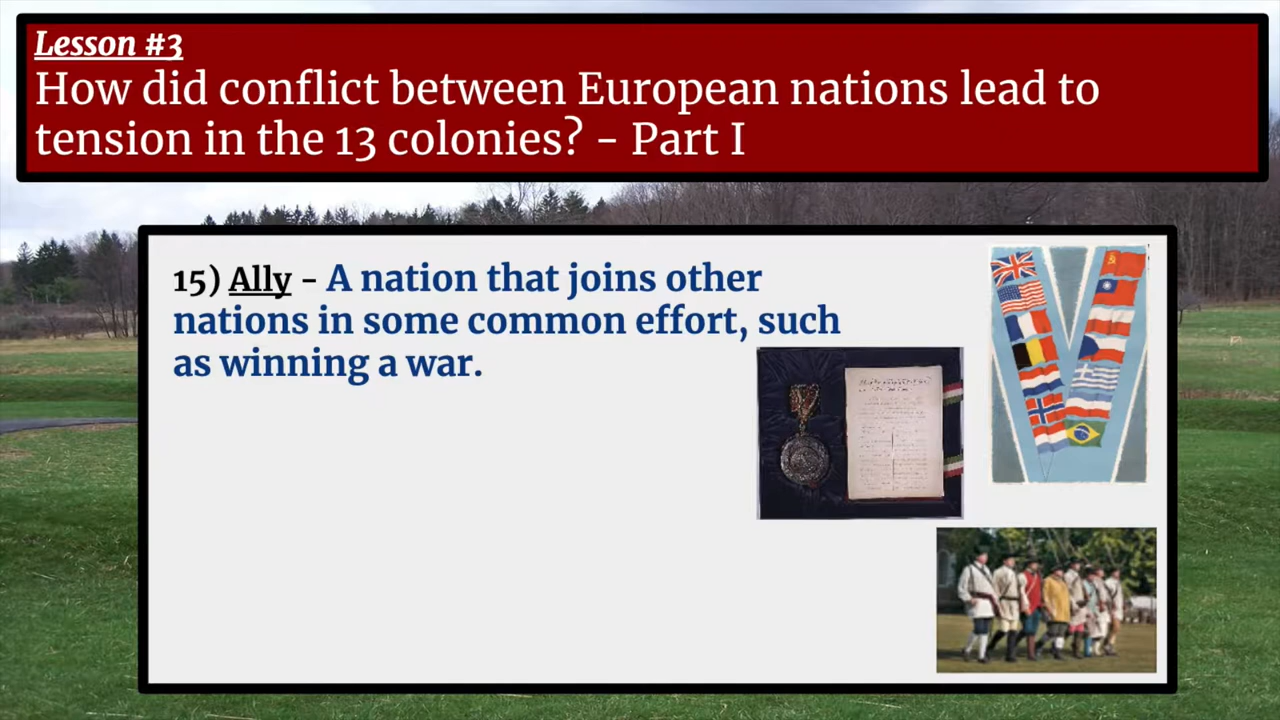 Lesson #3
How did conflict between European nations lead to
tension in the 13 colonies? - Part I
15) Ally - A nation that joins other
nations in some common effort, such
as winning a war.